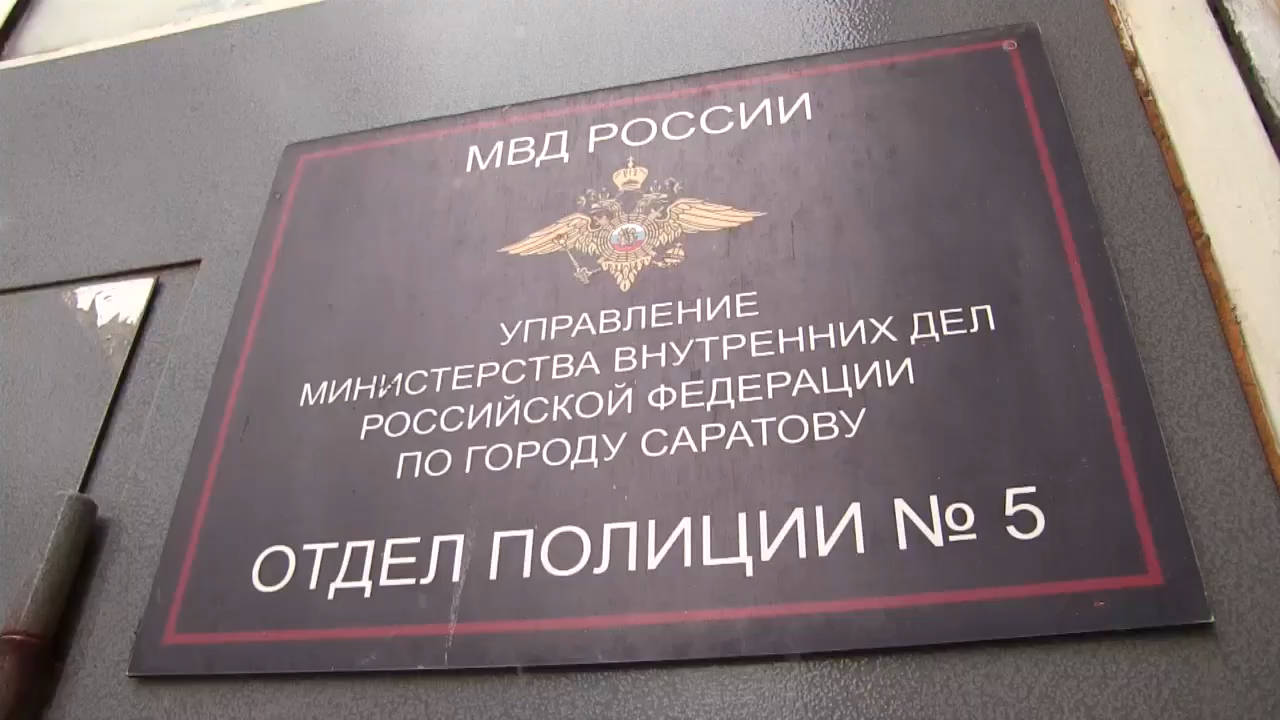 МВД РОССИИ
УПРАВЛЕНИЕ
МИНИСТЕРСТВА ВНУТРЕННИХ ДЕЛ
РОССИЙСКОЙ ФЕДЕРАЦИИ
ПО ГОРОДУ САРАТОВУ
ОТДЕЛ ПОЛИЦИИ № 5